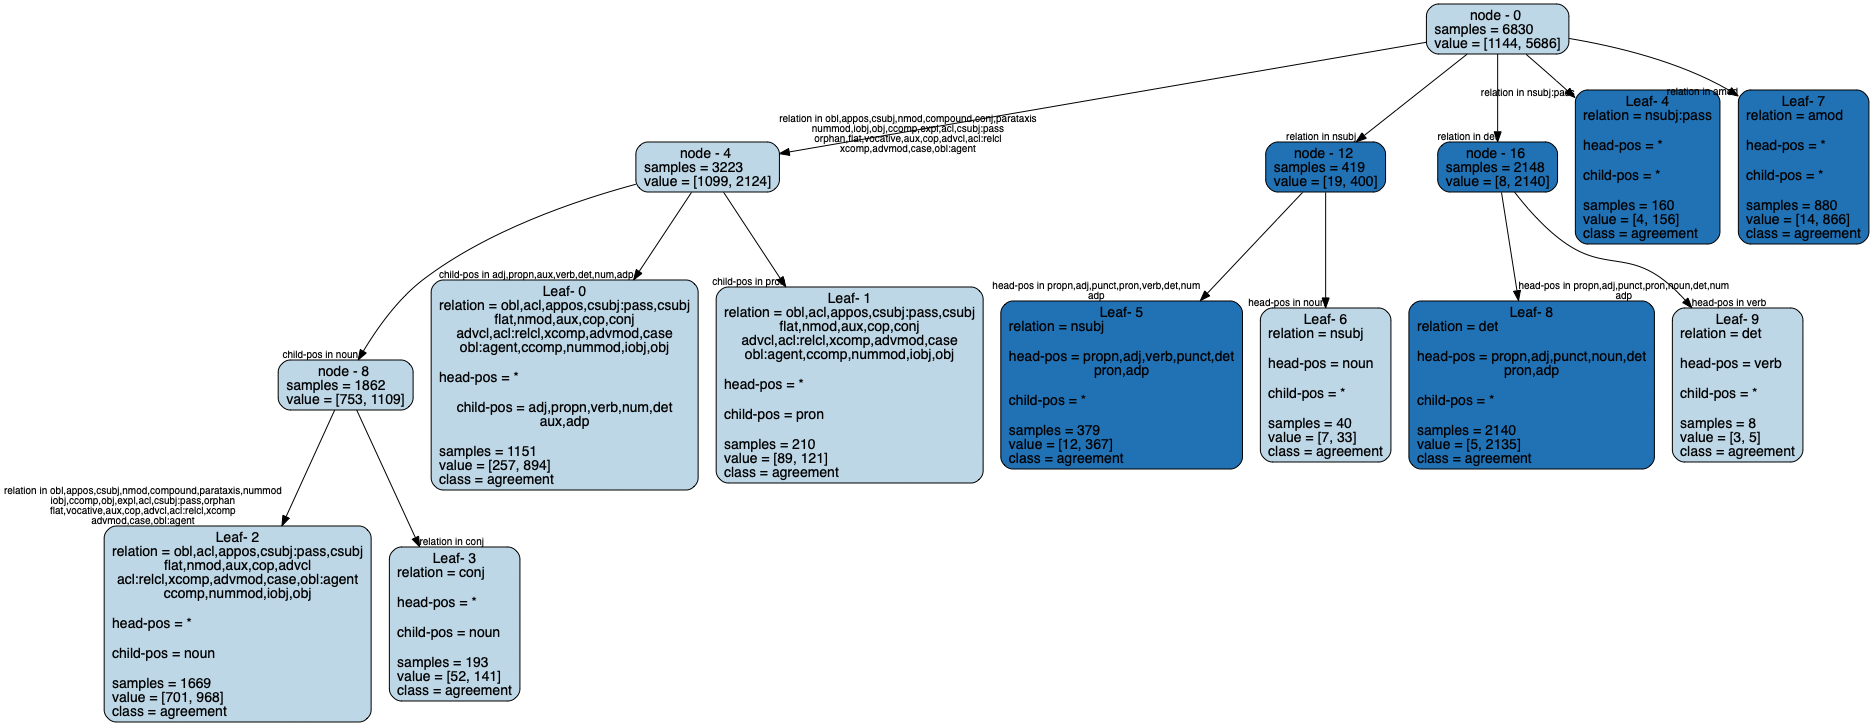 node - 0
samples = 6830
value = [1144, 5686]
relation in obl,appos,csubj,nmod,compound,conj,parataxis
nummod,iobj,obj,ccomp,expl,acl,csubj:pass
orphan,flat,vocative,aux,cop,advcl,acl:relcl
xcomp,advmod,case,obl:agent
relation in nsubj
relation in det
relation in nsubj:pass
relation in amod
node - 4
samples = 3223
value = [1099, 2124]
node - 12
samples = 419
value = [19, 400]
node - 16
samples = 2148
value = [8, 2140]
Leaf- 4
relation = nsubj:pass
head-pos = *
child-pos = *
samples = 160
value = [4, 156]
class = agreement
Leaf- 7
relation = amod
head-pos = *
child-pos = *
samples = 880
value = [14, 866]
class = agreement
child-pos in noun
child-pos in adj,propn,aux,verb,det,num,adp
child-pos in pron
head-pos in propn,adj,punct,pron,verb,det,num
adp
head-pos in noun
head-pos in propn,adj,punct,pron,noun,det,num
adp
head-pos in verb
node - 8
samples = 1862
value = [753, 1109]
Leaf- 0
relation = obl,acl,appos,csubj:pass,csubj
flat,nmod,aux,cop,conj
advcl,acl:relcl,xcomp,advmod,case
obl:agent,ccomp,nummod,iobj,obj
head-pos = *
child-pos = adj,propn,verb,num,det
aux,adp
samples = 1151
value = [257, 894]
class = agreement
Leaf- 1
relation = obl,acl,appos,csubj:pass,csubj
flat,nmod,aux,cop,conj
advcl,acl:relcl,xcomp,advmod,case
obl:agent,ccomp,nummod,iobj,obj
head-pos = *
child-pos = pron
samples = 210
value = [89, 121]
class = agreement
Leaf- 5
relation = nsubj
head-pos = propn,adj,verb,punct,det
pron,adp
child-pos = *
samples = 379
value = [12, 367]
class = agreement
Leaf- 6
relation = nsubj
head-pos = noun
child-pos = *
samples = 40
value = [7, 33]
class = agreement
Leaf- 8
relation = det
head-pos = propn,adj,punct,noun,det
pron,adp
child-pos = *
samples = 2140
value = [5, 2135]
class = agreement
Leaf- 9
relation = det
head-pos = verb
child-pos = *
samples = 8
value = [3, 5]
class = agreement
relation in obl,appos,csubj,nmod,compound,parataxis,nummod
iobj,ccomp,obj,expl,acl,csubj:pass,orphan
flat,vocative,aux,cop,advcl,acl:relcl,xcomp
advmod,case,obl:agent
relation in conj
Leaf- 2
relation = obl,acl,appos,csubj:pass,csubj
flat,nmod,aux,cop,advcl
acl:relcl,xcomp,advmod,case,obl:agent
ccomp,nummod,iobj,obj
head-pos = *
child-pos = noun
samples = 1669
value = [701, 968]
class = agreement
Leaf- 3
relation = conj
head-pos = *
child-pos = noun
samples = 193
value = [52, 141]
class = agreement